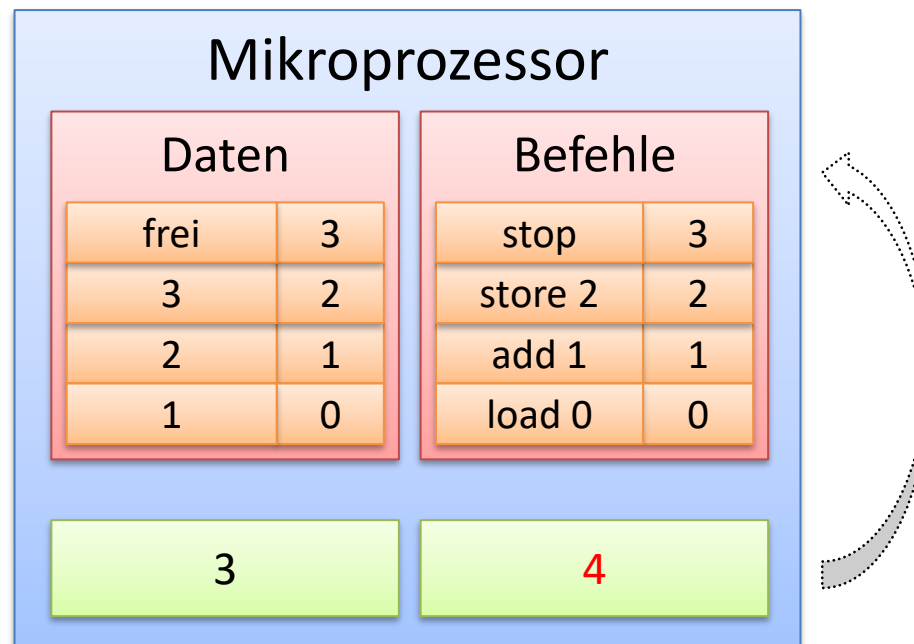 Mikroprozessor
Daten
frei 3
3 2
2 1
1 0
Befehle
stop 3
store 2 2
add 1 1
load 0 0
3
4